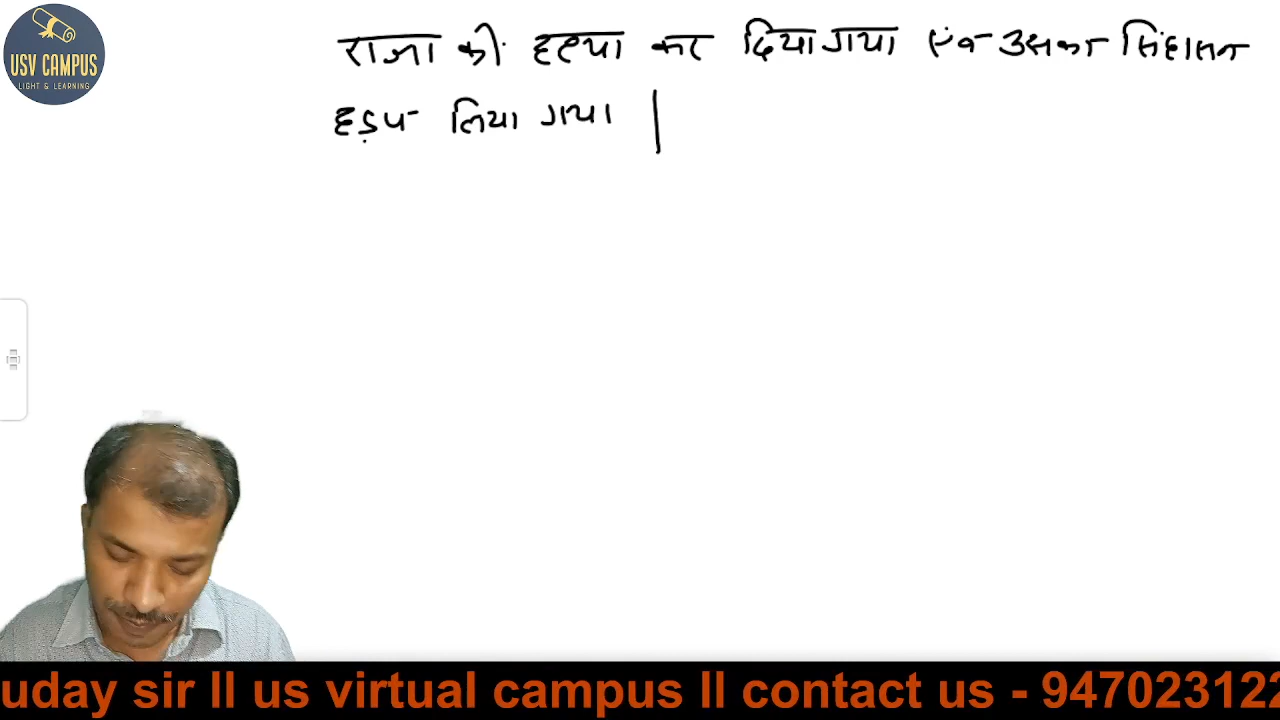 USV CAMPUS
LIGHT & LEARNING
राजा की हत्या कर दिया गया एंव उसका सिंहासन
हड़प लिया गया |
uday sir ll us virtual campus ll contact us - 947023122